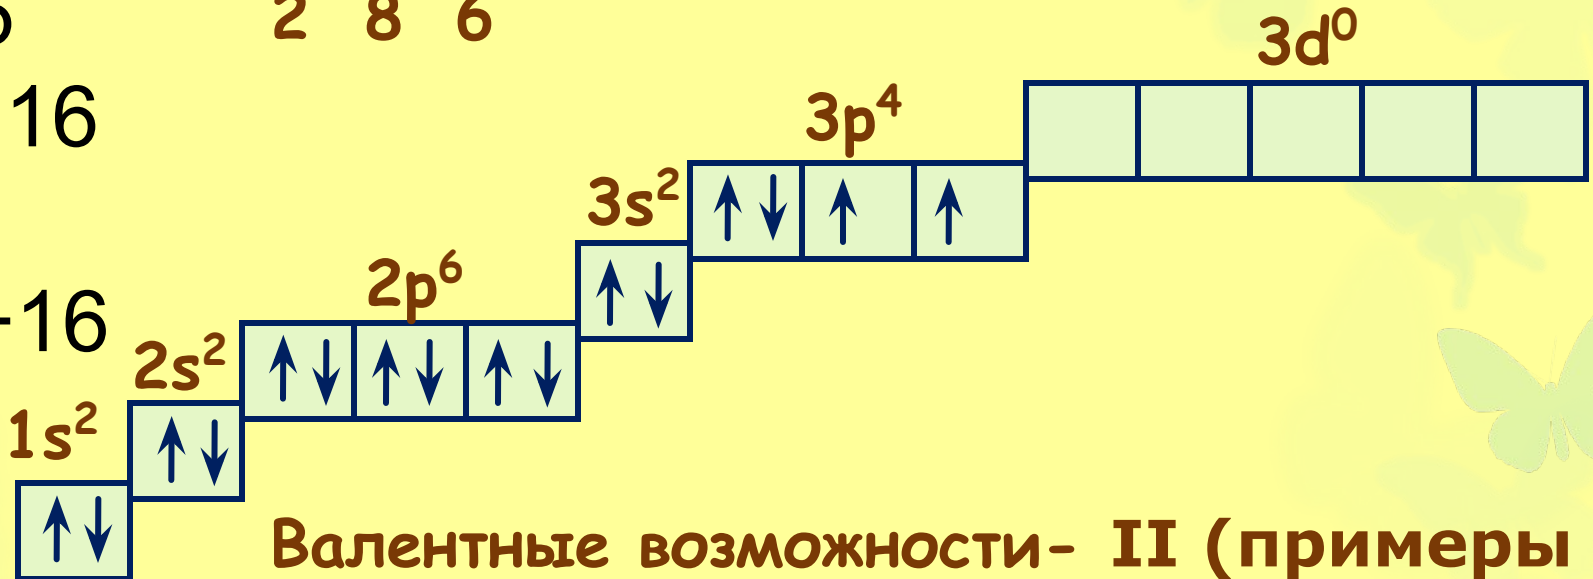 2 8 6
3d⁰
16
3p⁴
3s²
2p⁶
-16
2s²
1s²
Валентные возможности- II (примеры